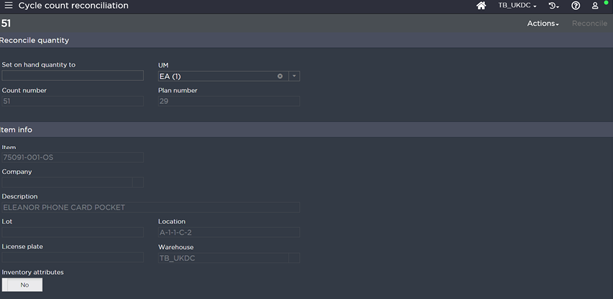 Cycle count reconciliation
TB_UKDC
51
Actions
Reconcile
Reconcile quantity
Set on hand quantity to
UM
EA (1)
Count number
Plan number
51
29
Item info
Item
75091-001-OS
Company
Description
ELEANOR PHONE CARD POCKET
Lot
Location
A-1-1-C-2
License plate
Warehouse
TB_UKDC
Inventory attributes
No